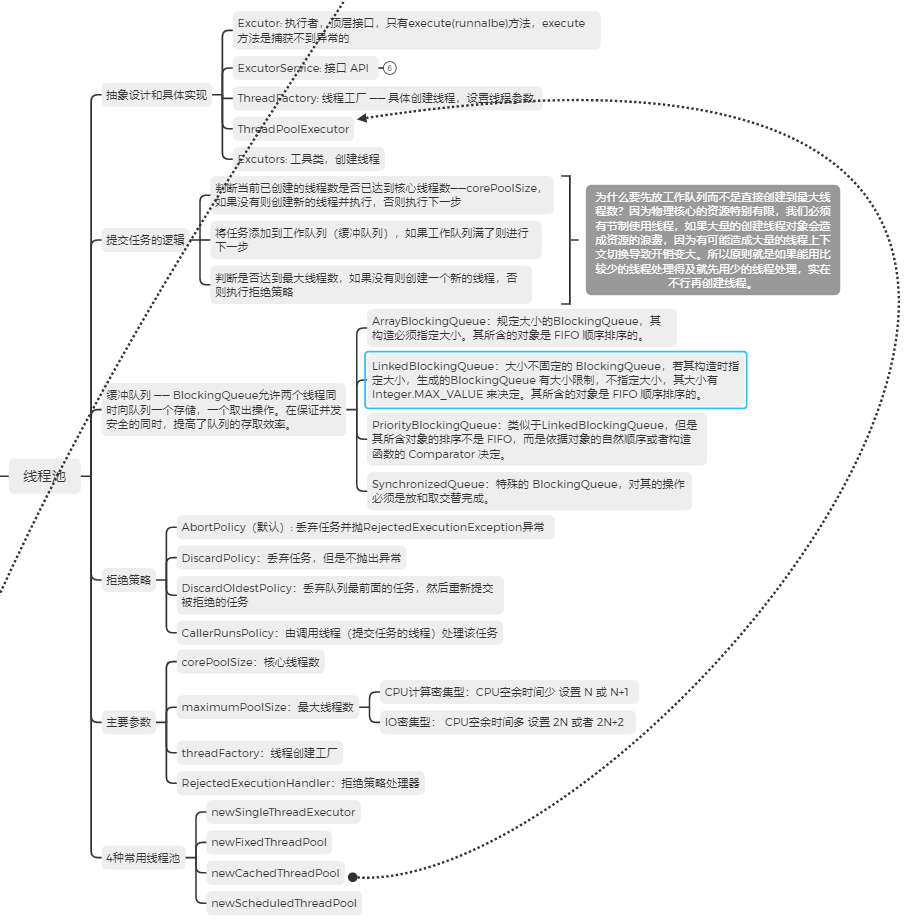 线程池
抽象设计和具体实现
Excutor: 执行者，顶层接口，只有execute(runnalbe)方法，execute
方法是捕获不到异常的
ExcutorService: 接口 API
6
ThreadFactory: 线程工厂 —— 具体创建线程，设置线程参数
ThreadPoolExecutor
Excutors: 工具类，创建线程
提交任务的逻辑
判断当前已创建的线程数是否已达到核心线程数——corePoolSize，
如果没有则创建新的线程并执行，否则执行下一步
将任务添加到工作队列（缓冲队列），如果工作队列满了则进行
下一步
判断是否达到最大线程数，如果没有则创建一个新的线程，否
则执行拒绝策略
为什么要先放工作队列而不是直接创建到最大线
程数？因为物理核心的资源特别有限，我们必须
有节制使用线程，如果大量的创建线程对象会造
成资源的浪费，因为有可能造成大量的线程上下
文切换导致开销变大。所以原则就是如果能用比
较少的线程处理得及就先用少的线程处理，实在
不行再创建线程。
缓冲队列 —— BlockingQueue允许两个线程同
时向队列一个存储，一个取出操作。在保证并发
安全的同时，提高了队列的存取效率。
ArrayBlockingQueue：规定大小的BlockingQueue，其
构造必须指定大小。其所含的对象是 FIFO 顺序排序的。
LinkedBlockingQueue：大小不固定的 BlockingQueue，若其构造时指
定大小，生成的BlockingQueue 有大小限制，不指定大小，其大小有
Integer.MAX_VALUE 来决定。其所含的对象是 FIFO 顺序排序的。
PriorityBlockingQueue：类似于LinkedBlockingQueue，但是
其所含对象的排序不是 FIFO，而是依据对象的自然顺序或者构造
函数的 Comparator 决定。
SynchronizedQueue：特殊的 BlockingQueue，对其的操作
必须是放和取交替完成。
拒绝策略
AbortPolicy（默认）: 丢弃任务并抛RejectedExecutionException异常
DiscardPolicy：丢弃任务，但是不抛出异常
DiscardOldestPolicy：丢弃队列最前面的任务，然后重新提交
被拒绝的任务
CallerRunsPolicy：由调用线程（提交任务的线程）处理该任务
主要参数
corePoolSize：核心线程数
maximumPoolSize：最大线程数
CPU计算密集型：CPU空余时间少 设置 N 或 N+1
IO密集型： CPU空余时间多 设置 2N 或者 2N+2
threadFactory：线程创建工厂
RejectedExecutionHandler：拒绝策略处理器
4种常用线程池
newSingleThreadExecutor
newFixedThreadPool
newCachedThreadPool
newScheduledThreadPool